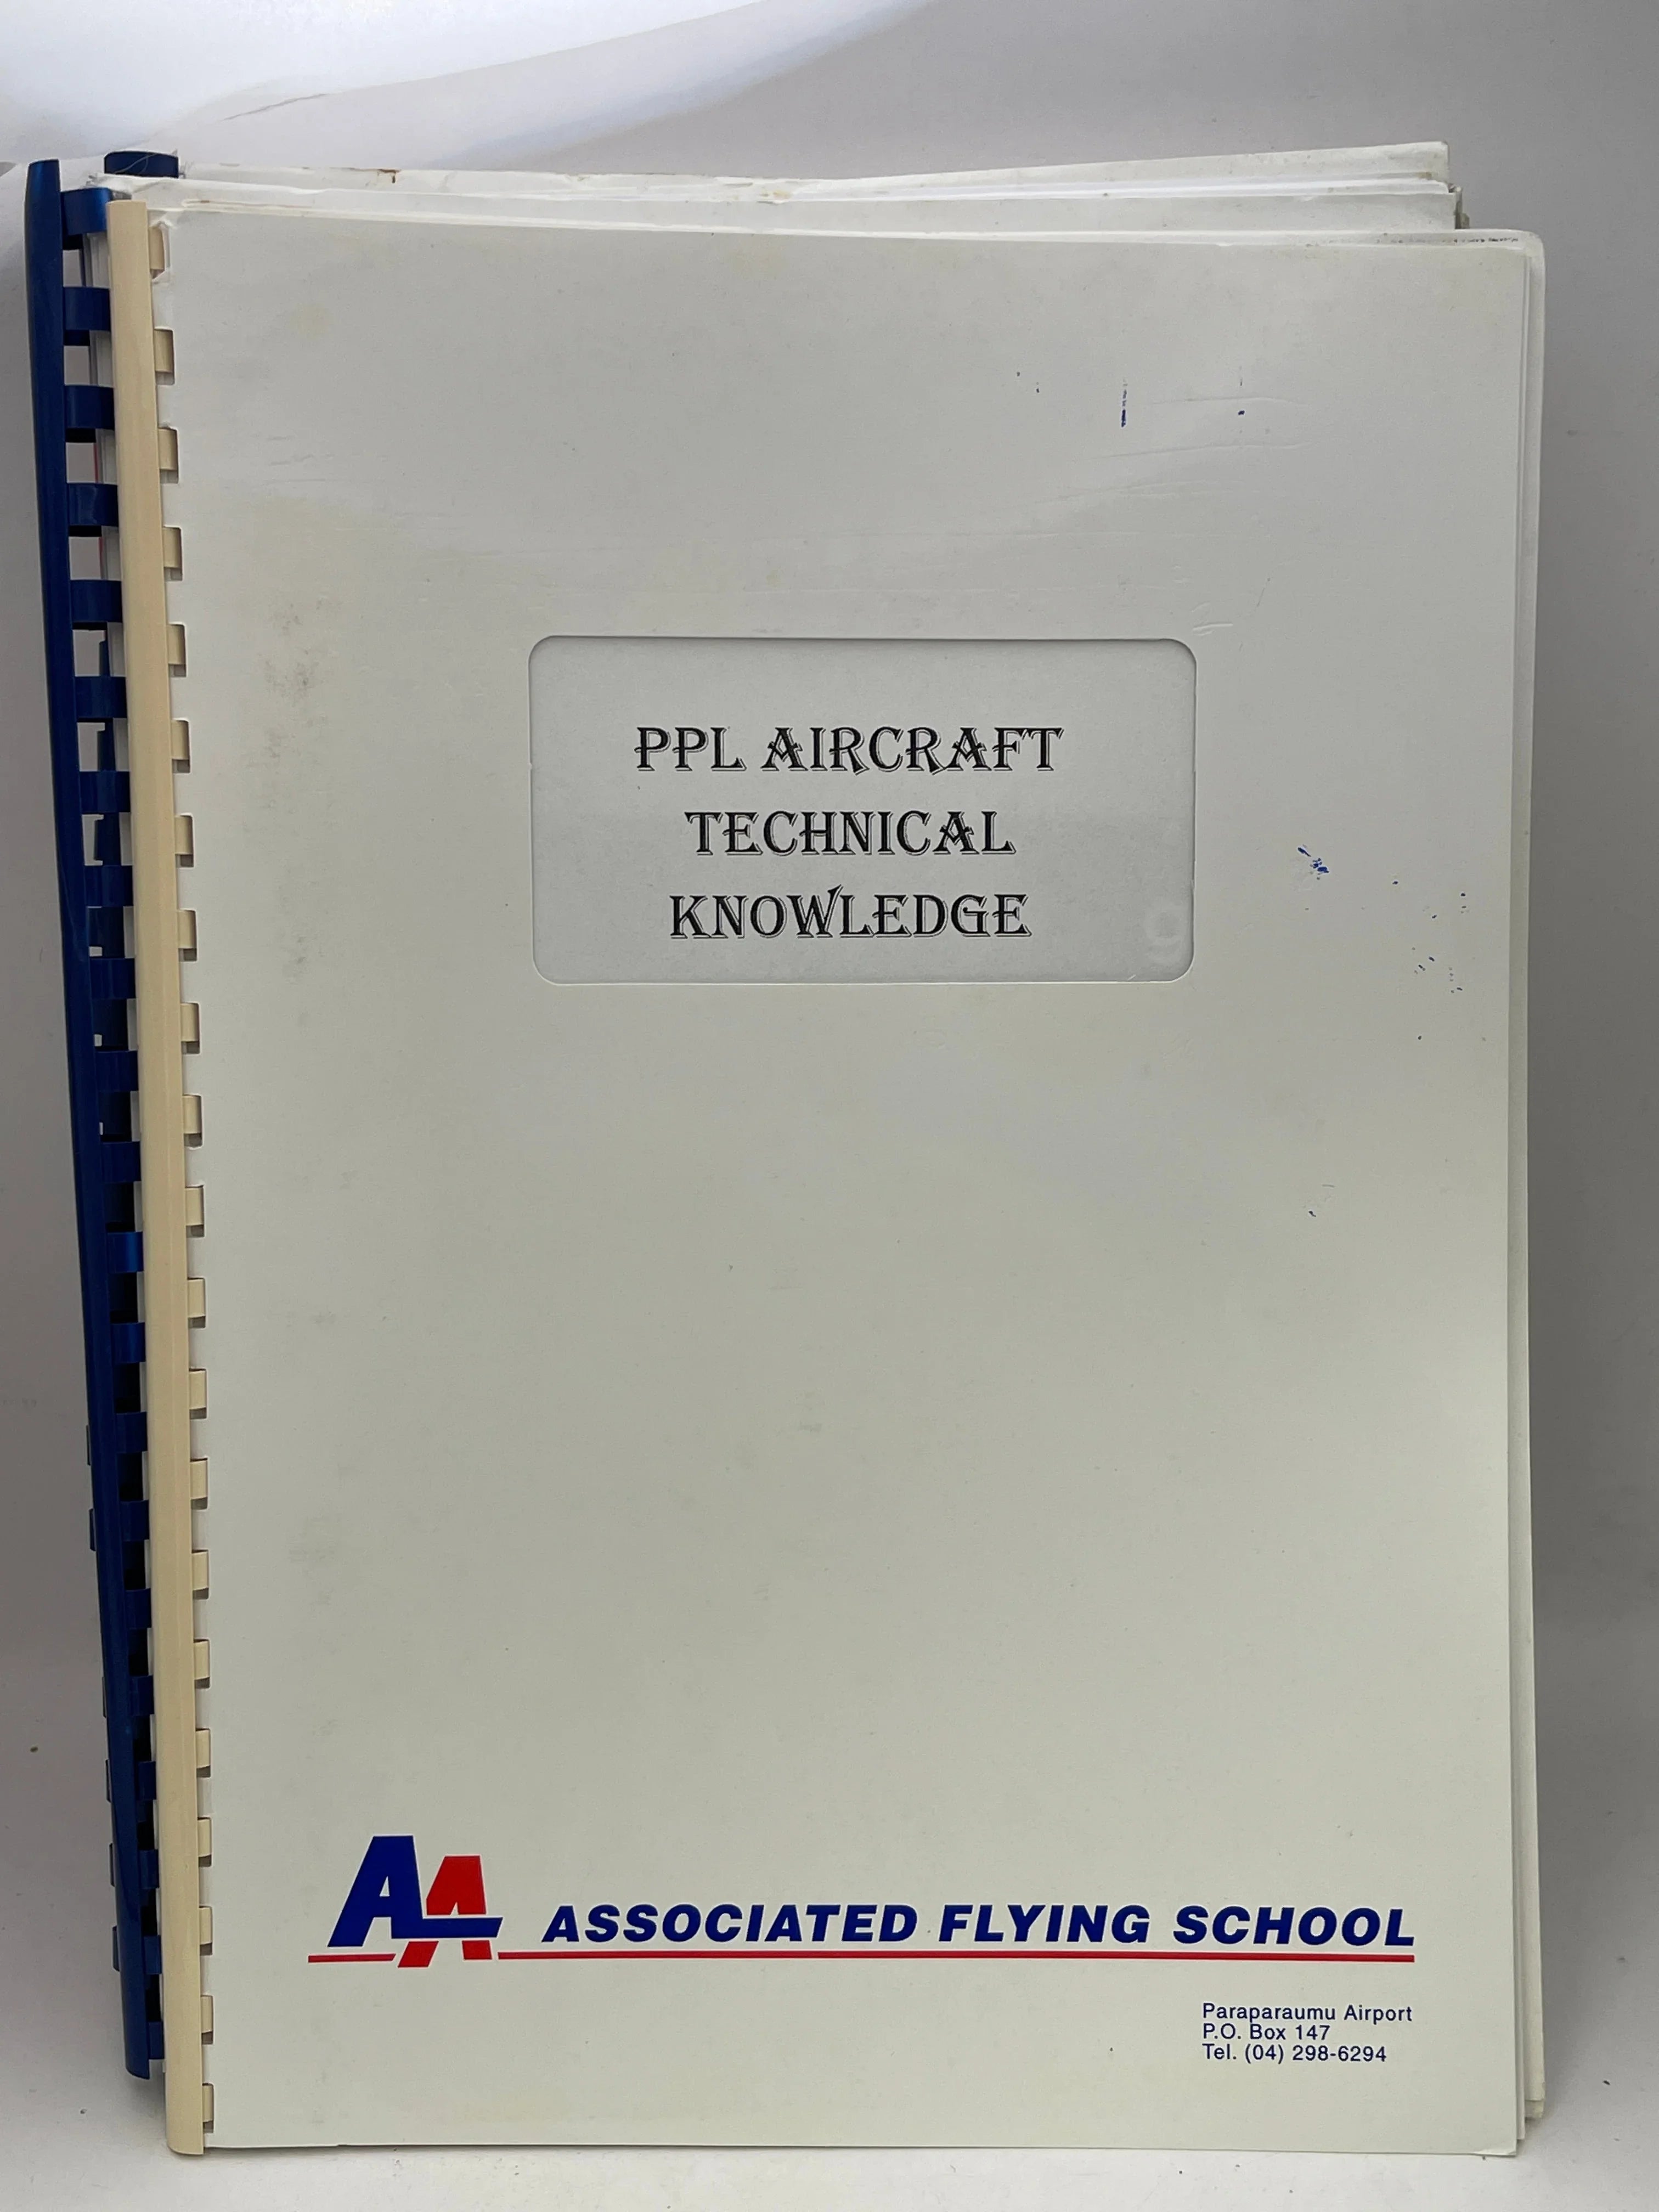 PPL AIRCRAFT
TECHNICAL
KNOWLEDGE
AA ASSOCIATED FLYING SCHOOL
Paraparaumu Airport
P.O. Box 147
Tel. (04) 298-6294